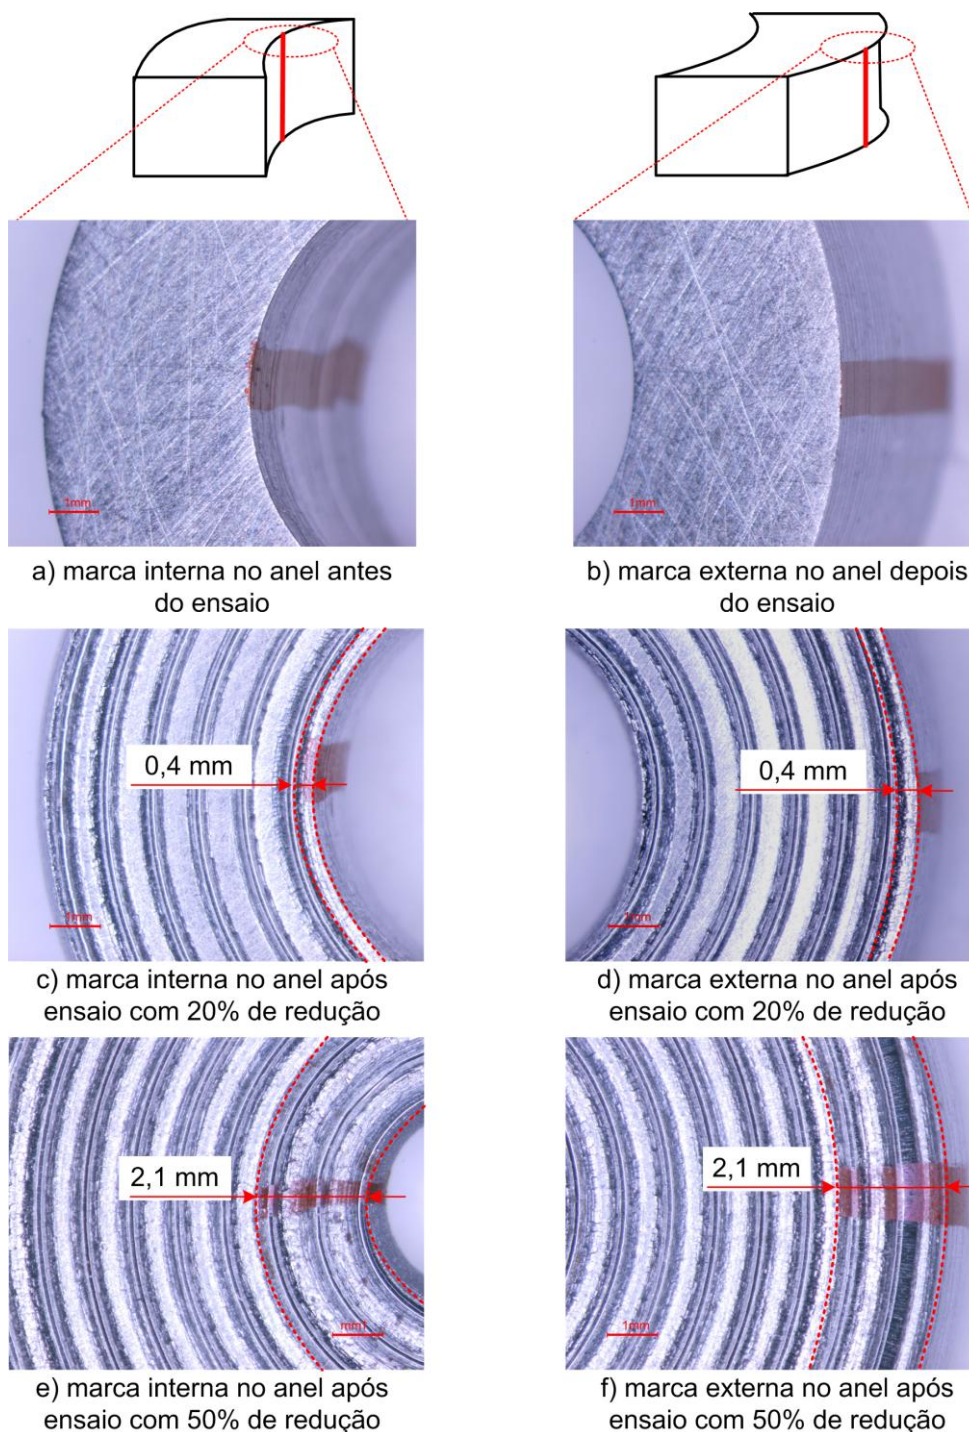 1mm
1mm
a) marca interna no anel antes
do ensaio
b) marca externa no anel depois
do ensaio
0,4 mm
0,4 mm
1mm
1mm
c) marca interna no anel após
ensaio com 20% de redução
d) marca externa no anel após
ensaio com 20% de redução
2,1 mm
2,1 mm
mm1
1mm
e) marca interna no anel após
ensaio com 50% de redução
f) marca externa no anel após
ensaio com 50% de redução